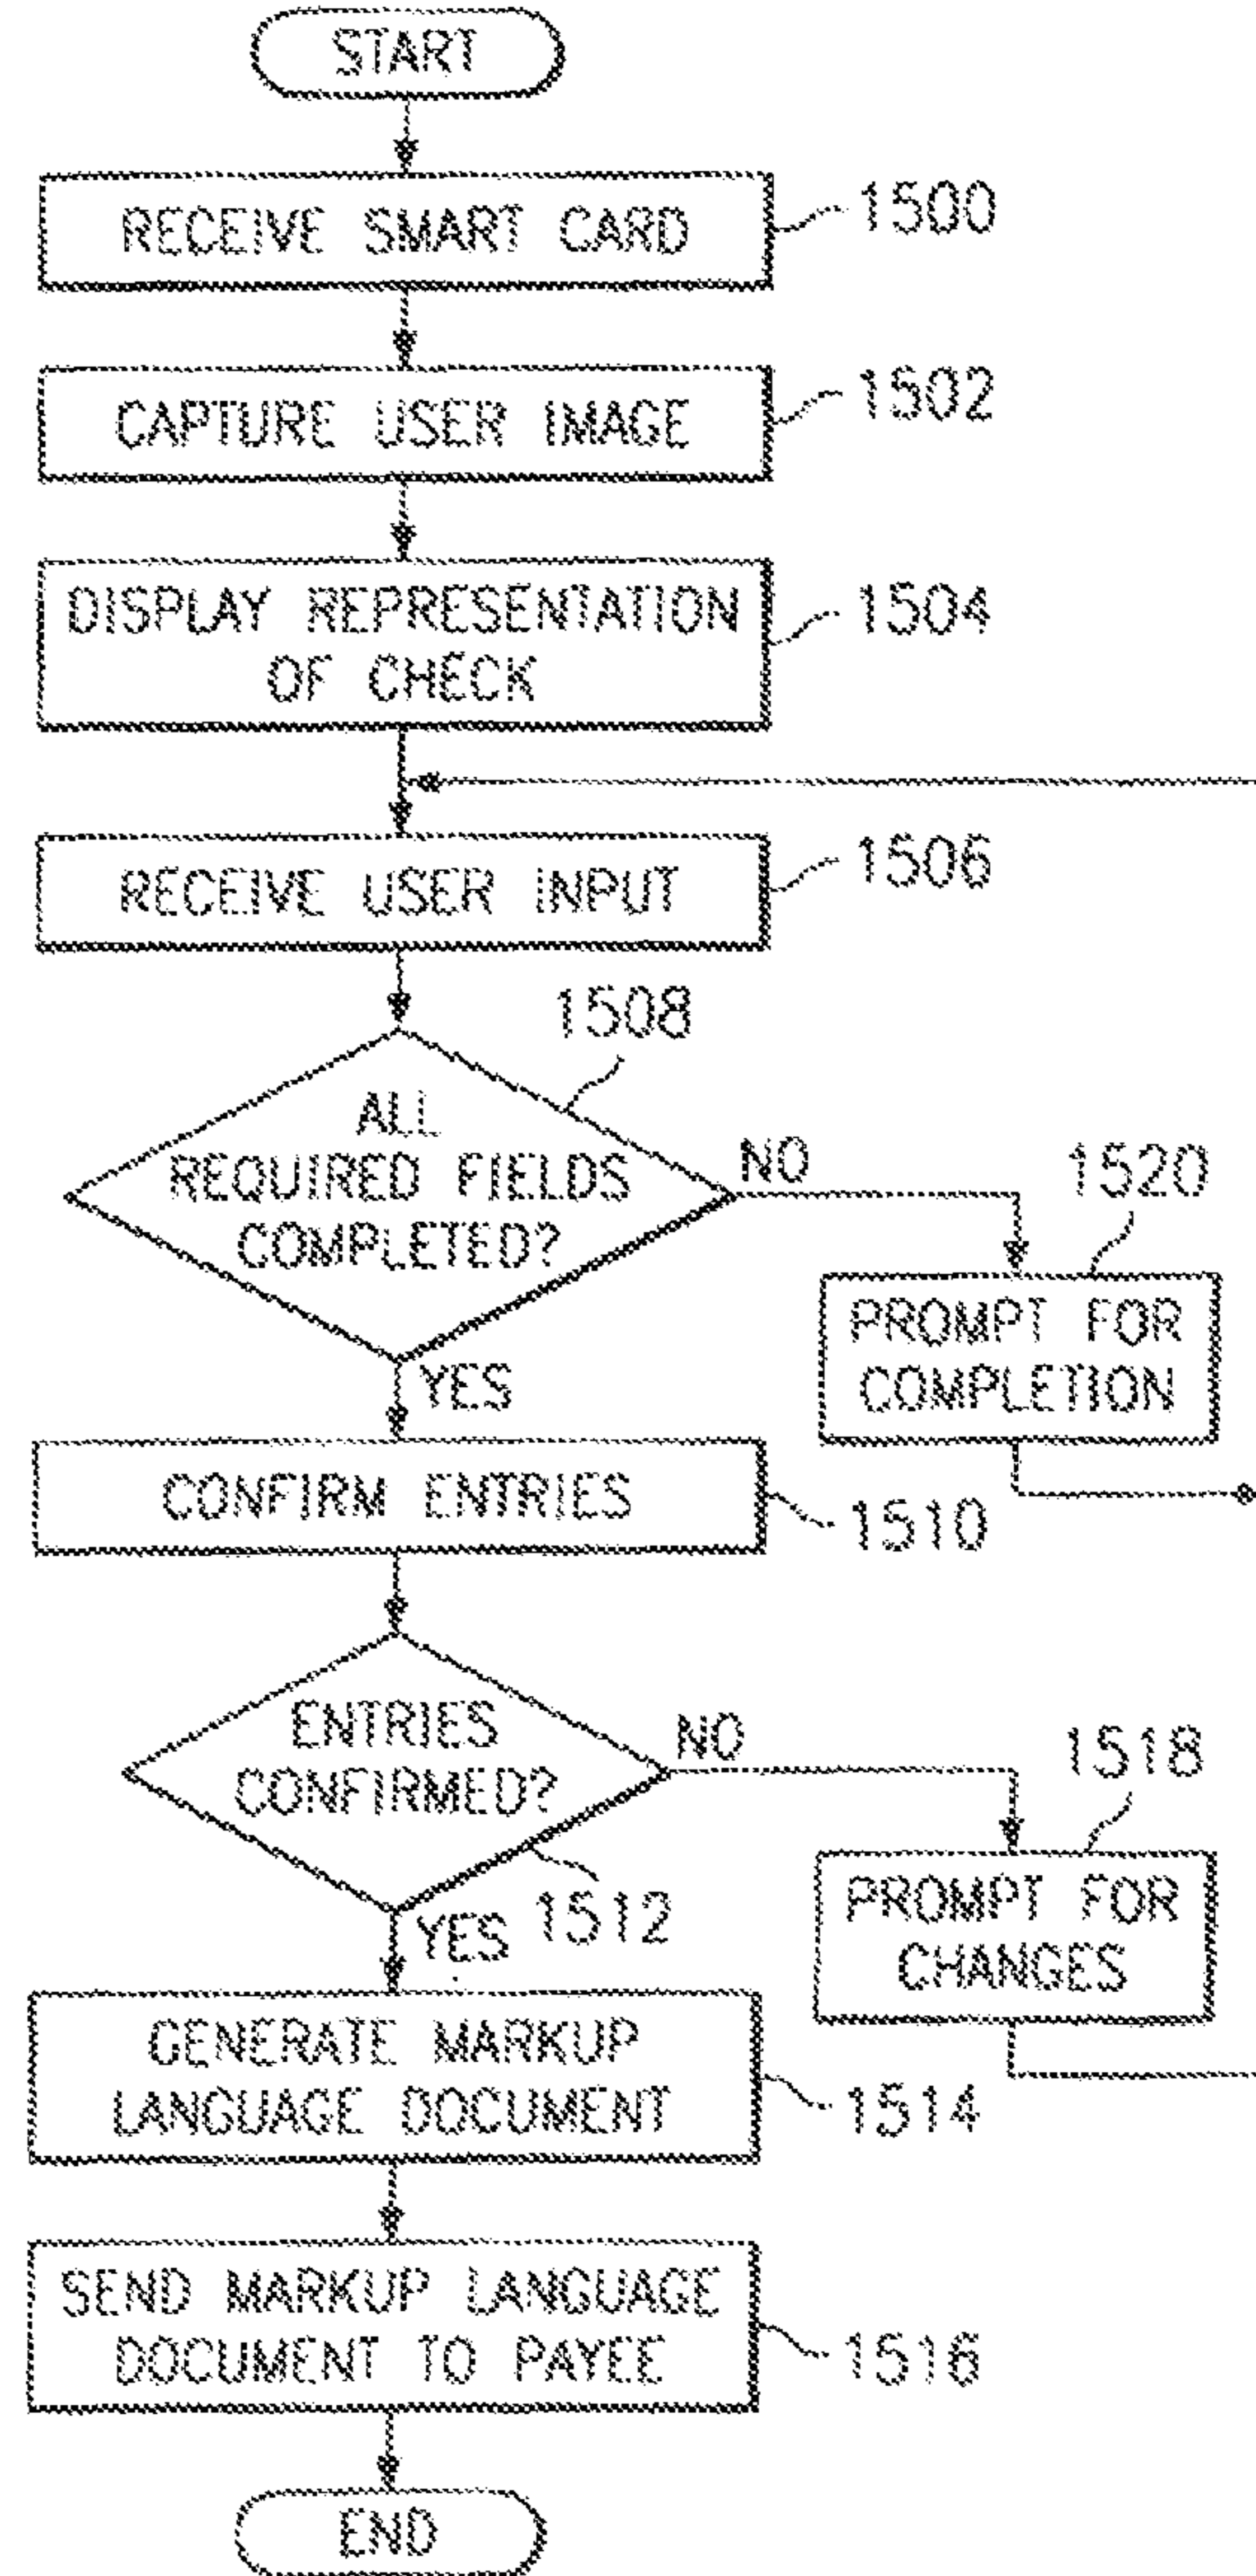 START
RECEIVE SMART CARD
1500
CAPTURE USER IMAGE
1502
DISPLAY REPRESENTATION
OF CHECK
1504
RECEIVE USER INPUT
1506
1508
ALL
REQUIRED FIELDS
COMPLETED?
NO
1520
PROMPT FOR
COMPLETION
YES
CONFIRM ENTRIES
1510
ENTRIES
CONFIRMED?
NO
1518
1512
PROMPT FOR
CHANGES
YES
GENERATE MARKUP
LANGUAGE DOCUMENT
1514
SEND MARKUP LANGUAGE
DOCUMENT TO PAYEE
1516
END